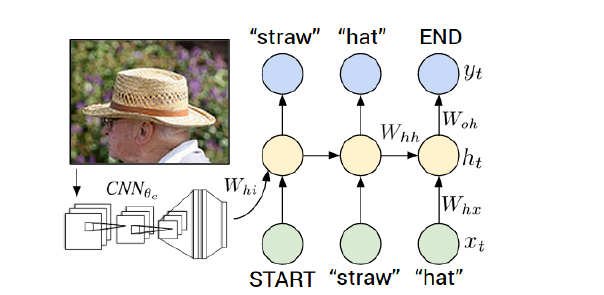 “straw” “hat” END
y_t
W_oh
W_hh
h_t
CNN_θc
W_hi
W_hx
x_t
START “straw” “hat”